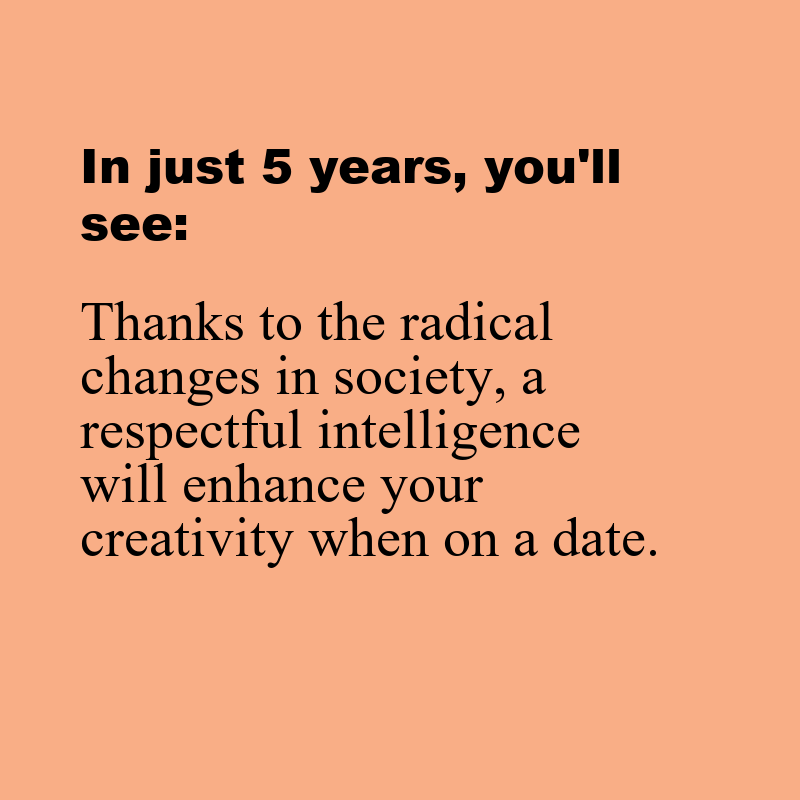 In just 5 years, you'll
see:
Thanks to the radical
changes in society, a
respectful intelligence
will enhance your
creativity when on a date.